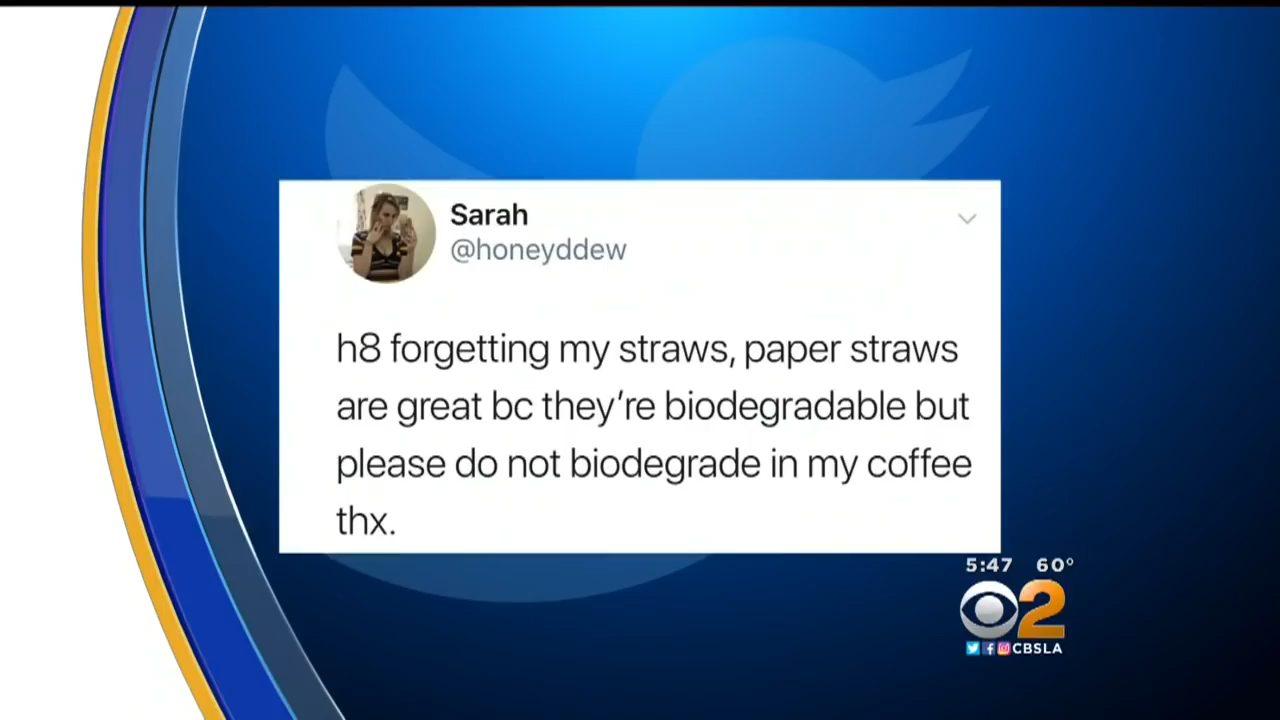 Sarah
@honeyddew
h8 forgetting my straws, paper straws
are great bc they're biodegradable but
please do not biodegrade in my coffee
thx.
5:47 60°
2
CBSLA